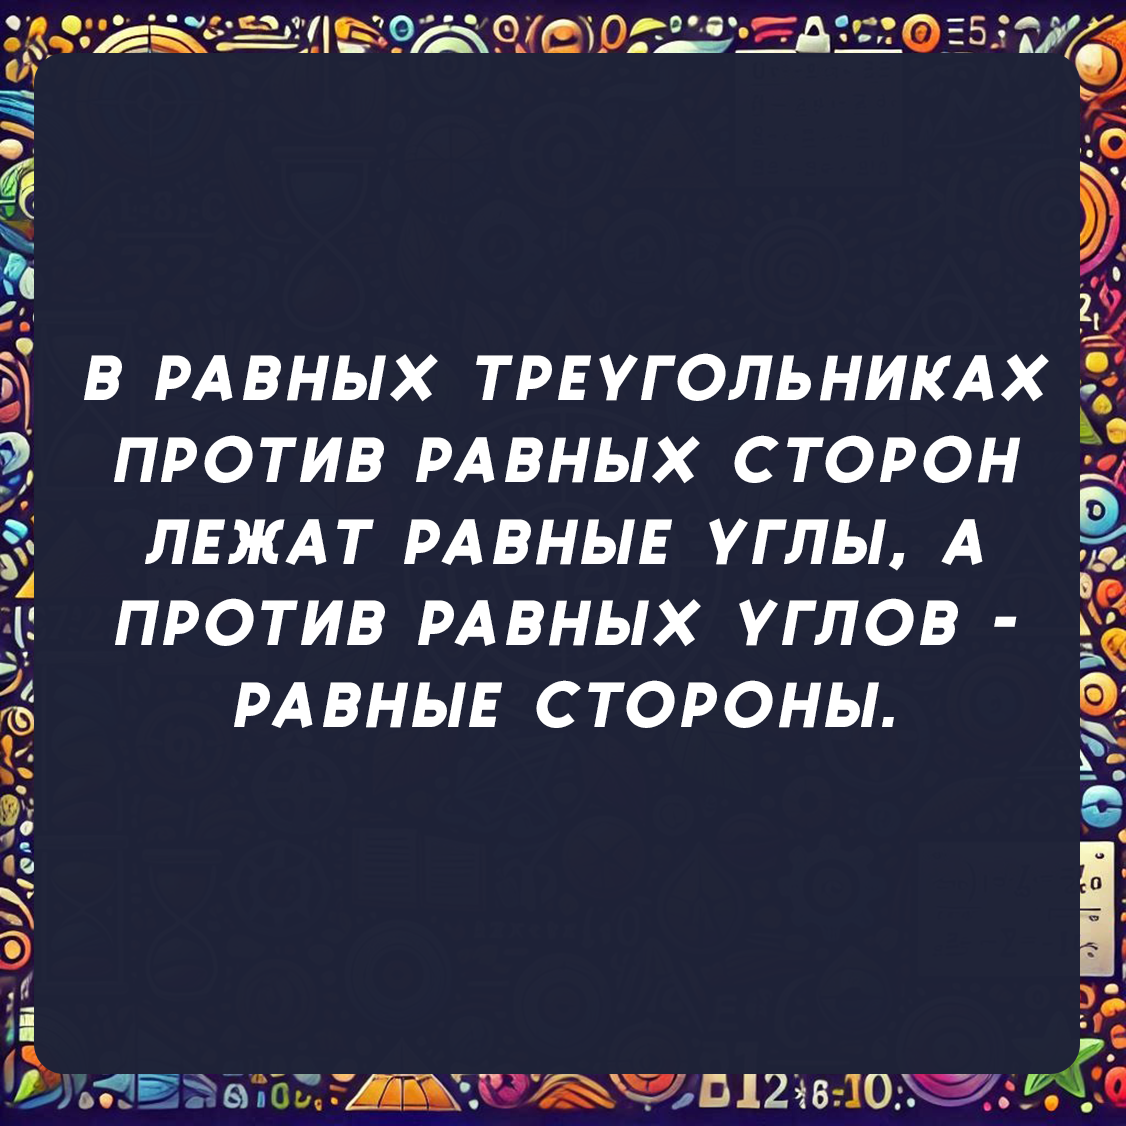 В РАВНЫХ ТРЕУГОЛЬНИКАХ
ПРОТИВ РАВНЫХ СТОРОН
ЛЕЖАТ РАВНЫЕ УГЛЫ, А
ПРОТИВ РАВНЫХ УГЛОВ -
РАВНЫЕ СТОРОНЫ.